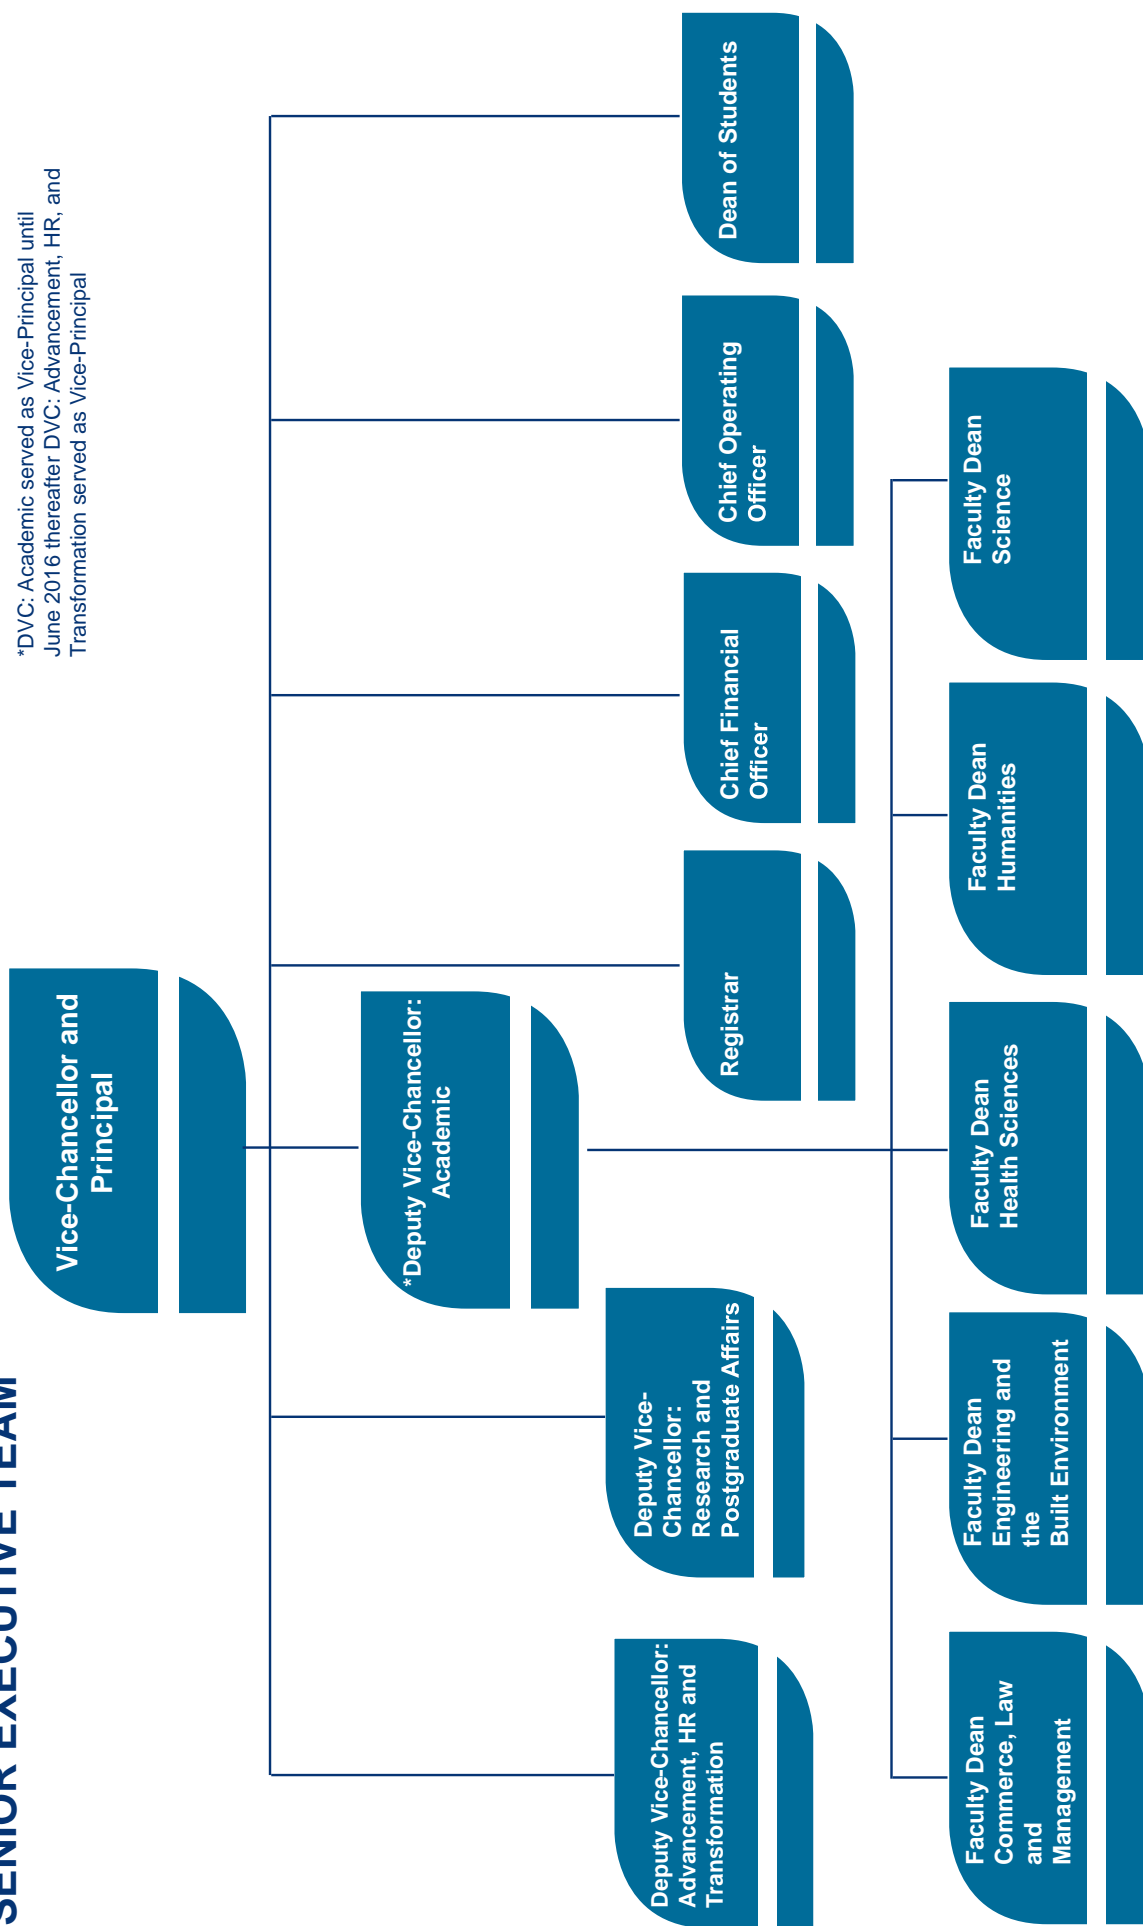 SENIOR EXECUTIVE TEAM
*DVC: Academic served as Vice-Principal until
June 2016 thereafter DVC: Advancement, HR, and
Transformation served as Vice-Principal
Vice-Chancellor and
Principal
*Deputy Vice-Chancellor:
Academic
Deputy Vice-Chancellor:
Advancement, HR and
Transformation
Deputy Vice-
Chancellor:
Research and
Postgraduate Affairs
Registrar
Chief Financial
Officer
Chief Operating
Officer
Dean of Students
Faculty Dean
Commerce, Law
and
Management
Faculty Dean
Engineering and
the
Built Environment
Faculty Dean
Health Sciences
Faculty Dean
Humanities
Faculty Dean
Science